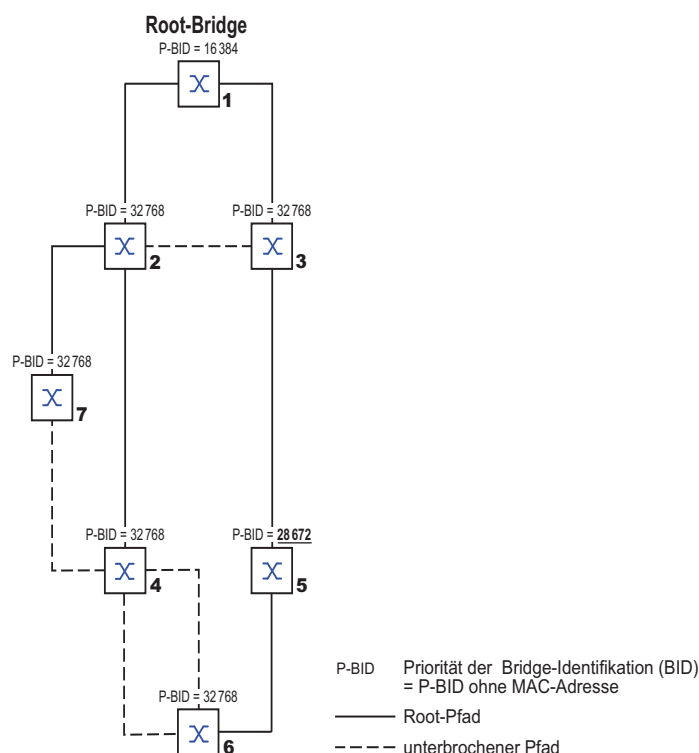 Root-Bridge
P-BID = 16 384
1
P-BID = 32 768
P-BID = 32 768
2
3
P-BID = 32 768
7
P-BID = 32 768
P-BID = 28 672
4
5
P-BID = 32 768
6
P-BID Priorität der Bridge-Identifikation (BID)
= P-BID ohne MAC-Adresse
Root-Pfad
unterbrochener Pfad